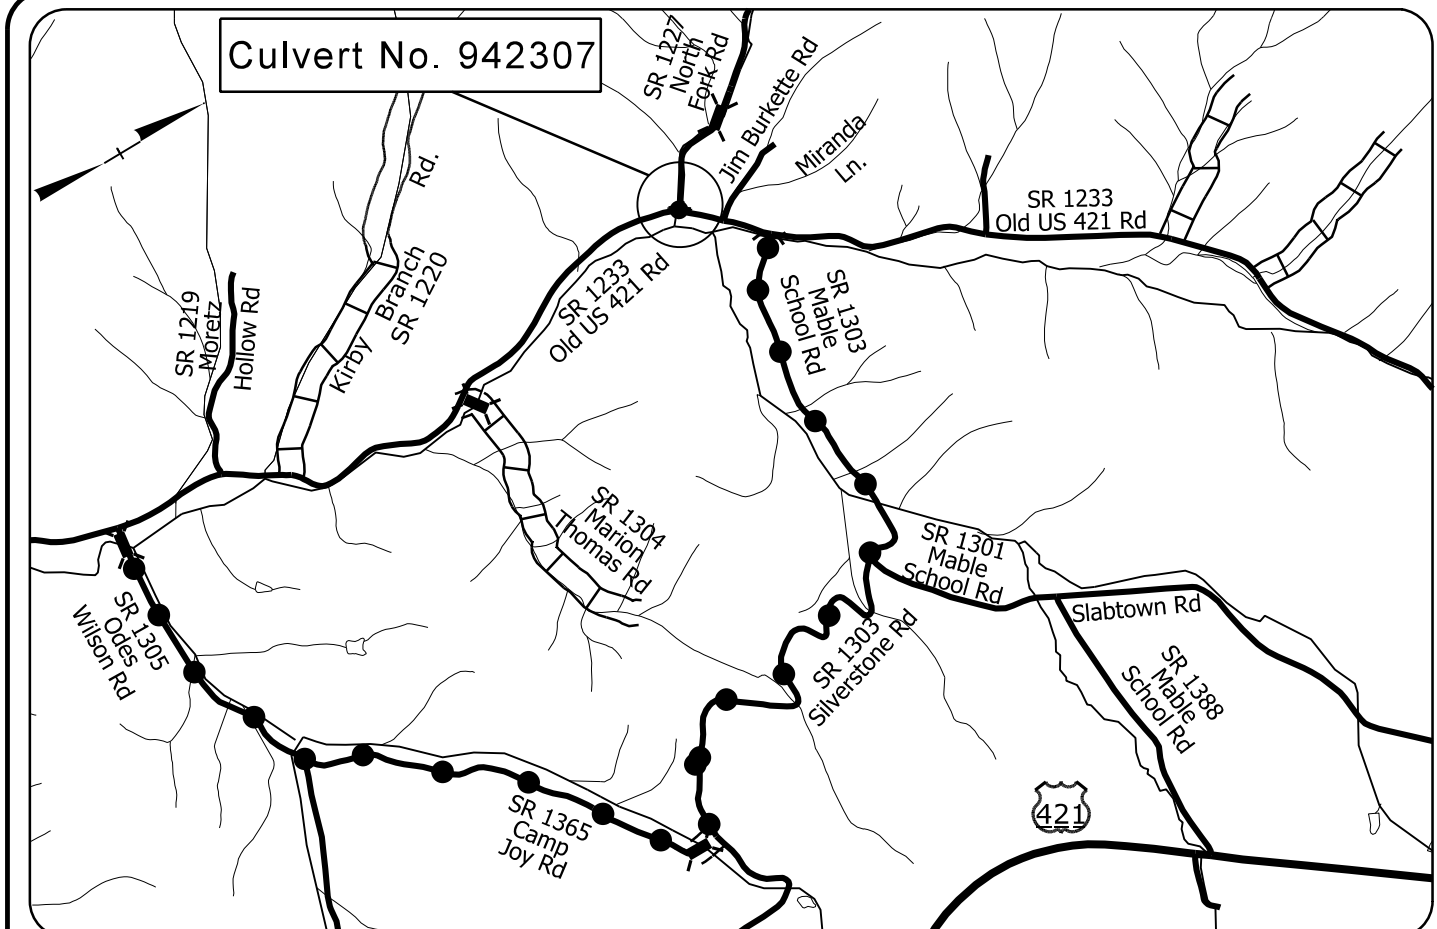 Culvert No. 942307
SR 1227
North
Fork Rd
Jim Burkette Rd
Miranda
Ln.
SR 1233
Old US 421 Rd
Rd.
Branch
SR 1220
Kirby
SR 1219
Moretz
Hollow Rd
SR 1233
Old US 421 Rd
SR 1303
Mable
School Rd
SR 1304
Marion
Thomas Rd
SR 1301
Mable
School Rd
Slabtown Rd
SR 1305
Odes
Wilson Rd
SR 1303
Silverstone Rd
SR 1388
Mable
School Rd
421
SR 1365
Camp
Joy Rd